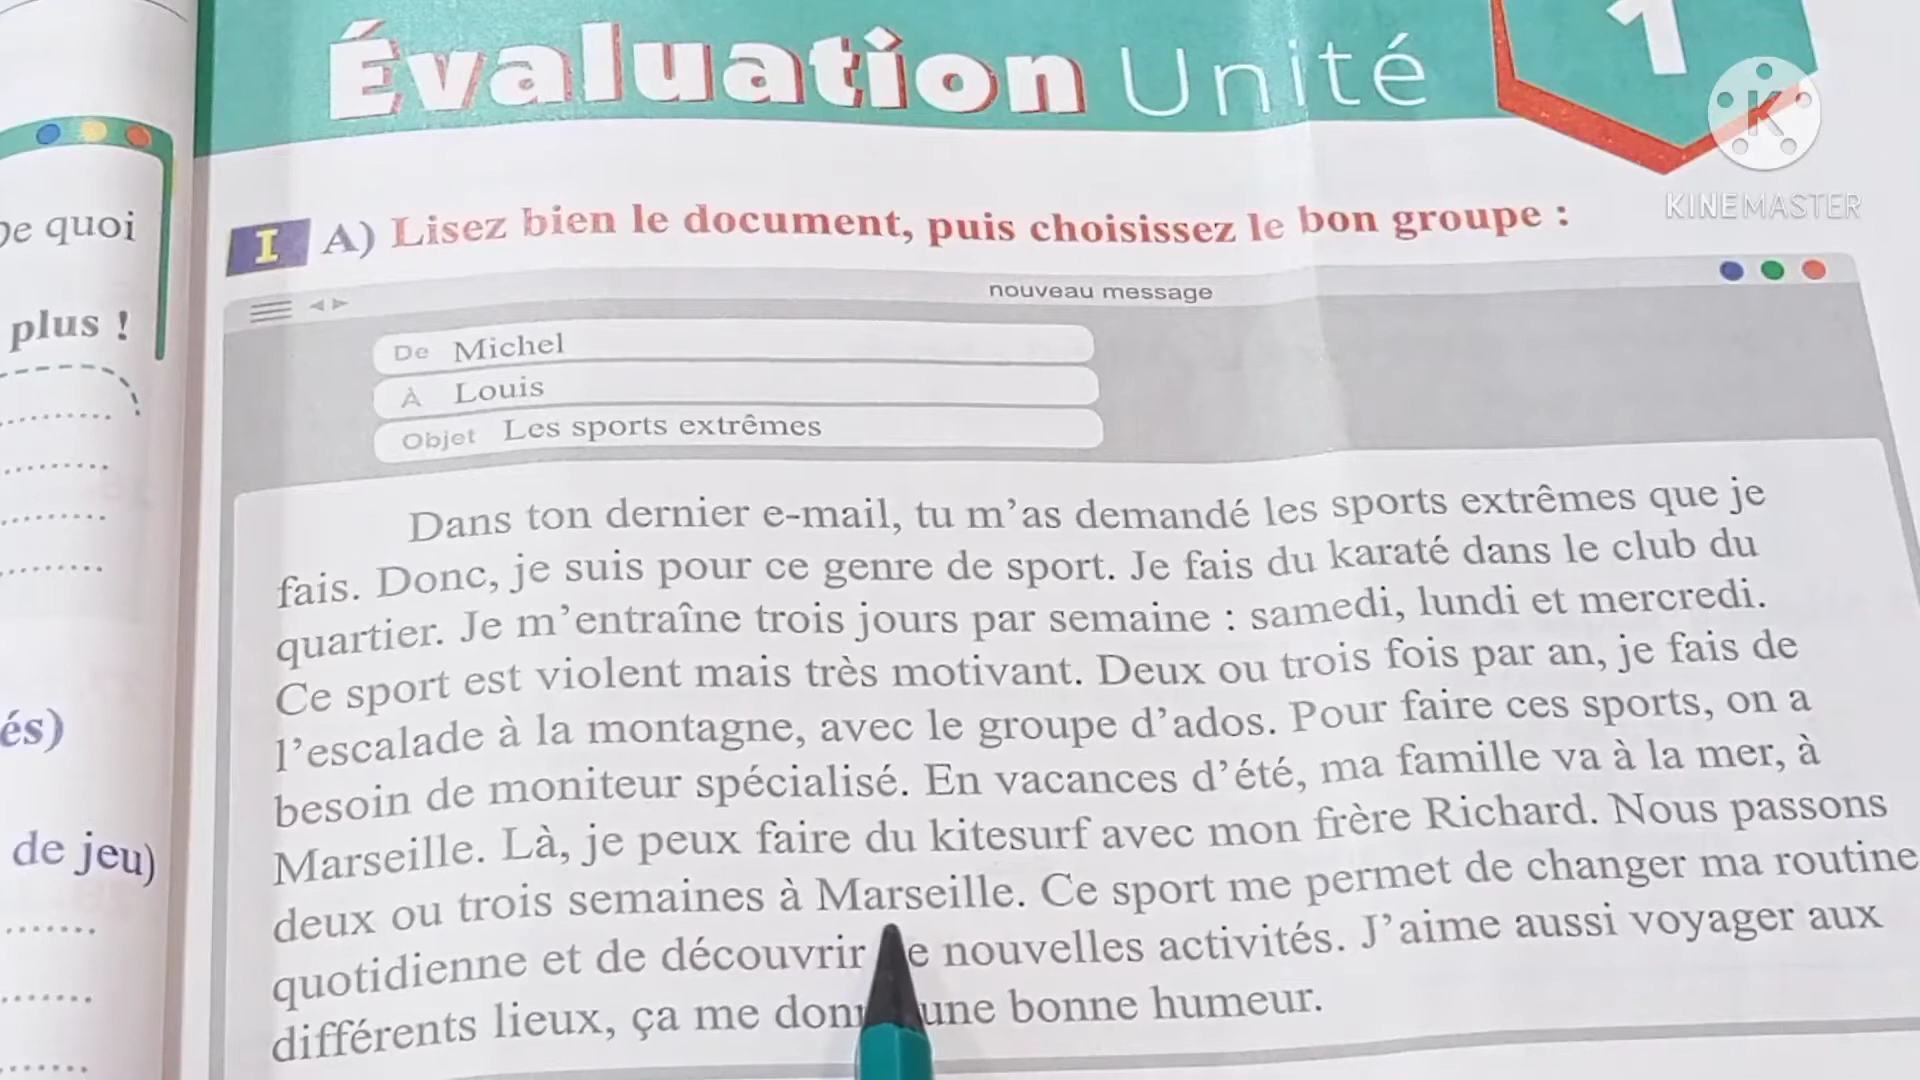 Évaluation Unité 1
K
KINEMASTER
De quoi
plus !
és)
de jeu)
I A) Lisez bien le document, puis choisissez le bon groupe :
nouveau message
De Michel
À Louis
Objet Les sports extrêmes
Dans ton dernier e-mail, tu m'as demandé les sports extrêmes que je
fais. Donc, je suis pour ce genre de sport. Je fais du karaté dans le club du
quartier. Je m'entraîne trois jours par semaine : samedi, lundi et mercredi.
Ce sport est violent mais très motivant. Deux ou trois fois par an, je fais de
l'escalade à la montagne, avec le groupe d'ados. Pour faire ces sports, on a
besoin de moniteur spécialisé. En vacances d'été, ma famille va à la mer, à
Marseille. Là, je peux faire du kitesurf avec mon frère Richard. Nous passons
deux ou trois semaines à Marseille. Ce sport me permet de changer ma routine
quotidienne et de découvrir nouvelles activités. J'aime aussi voyager aux
différents lieux, ça me une bonne humeur.